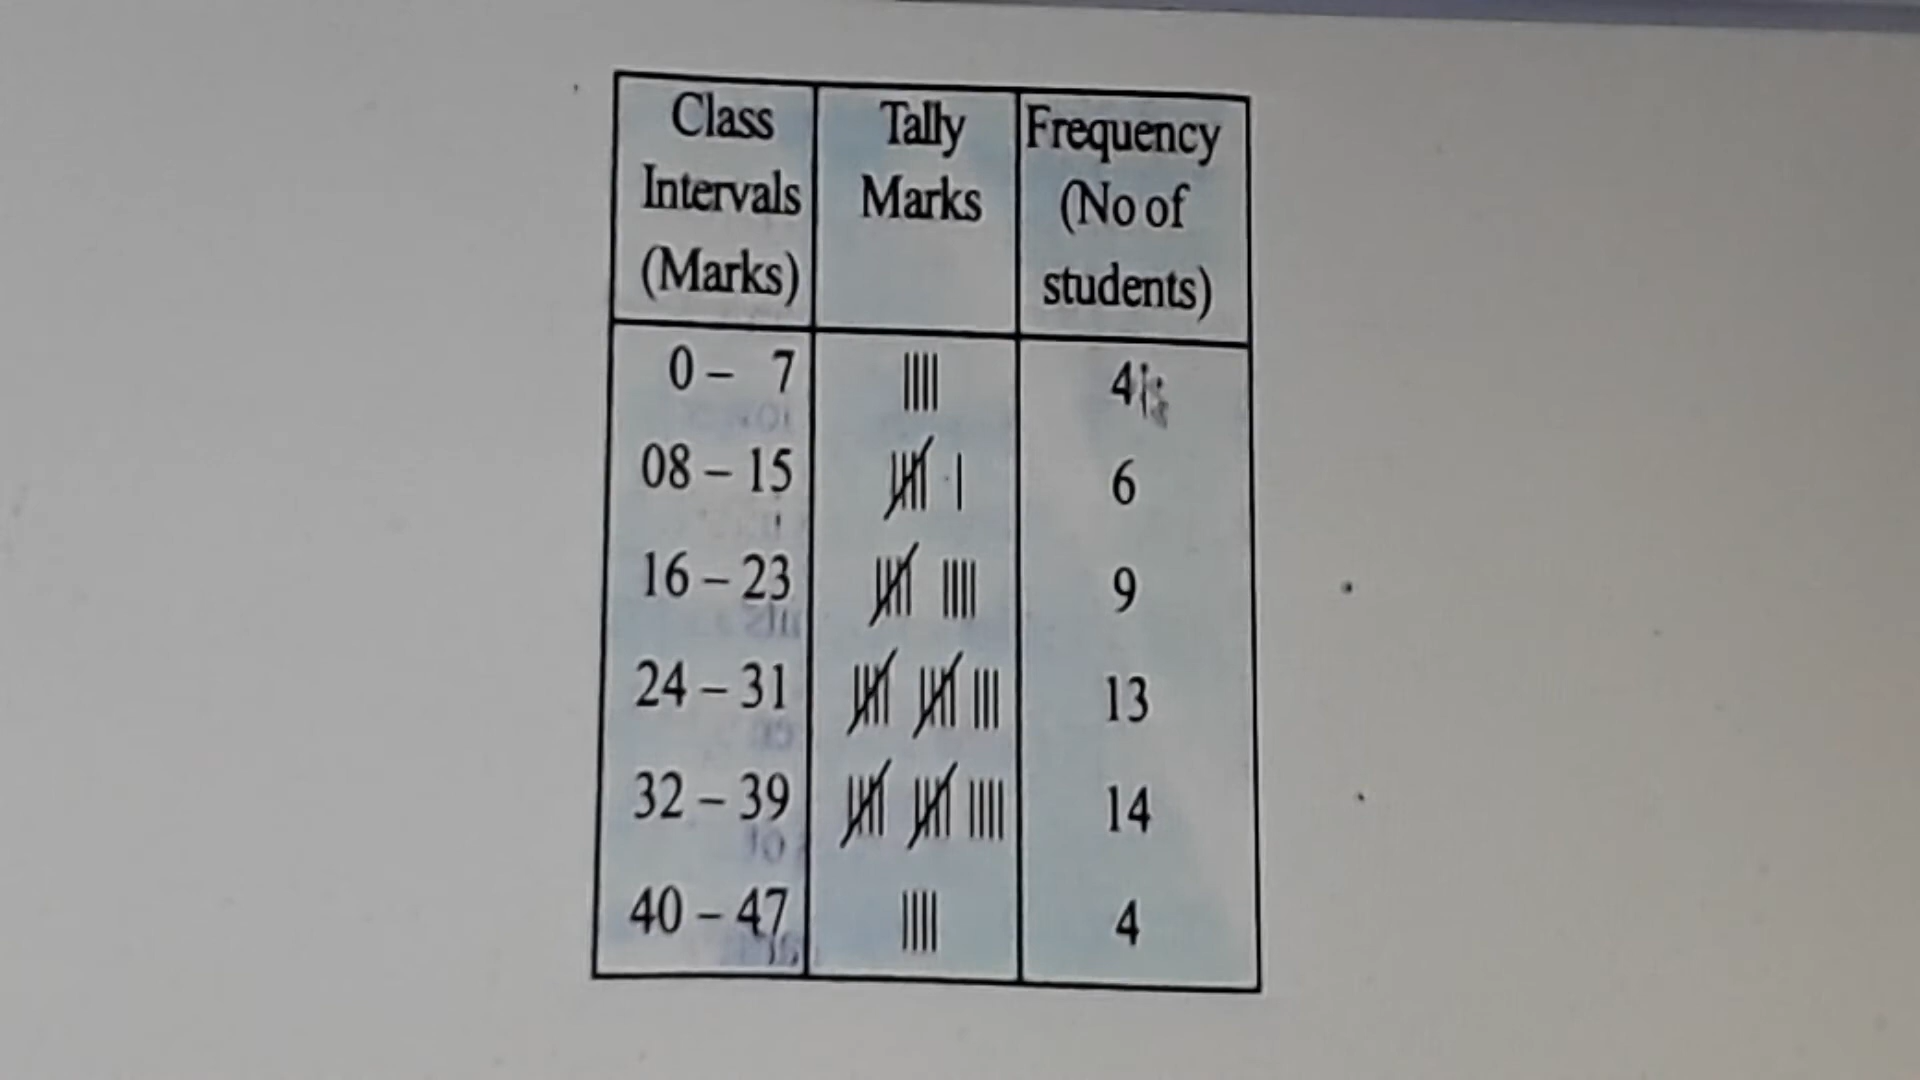 Class Intervals (Marks) Tally Marks Frequency (No of students)
0 – 7 |||| 4
08 – 15 𝍸 | 6
16 – 23 𝍸 |||| 9
24 – 31 𝍸 𝍸 ||| 13
32 – 39 𝍸 𝍸 |||| 14
40 – 47 |||| 4